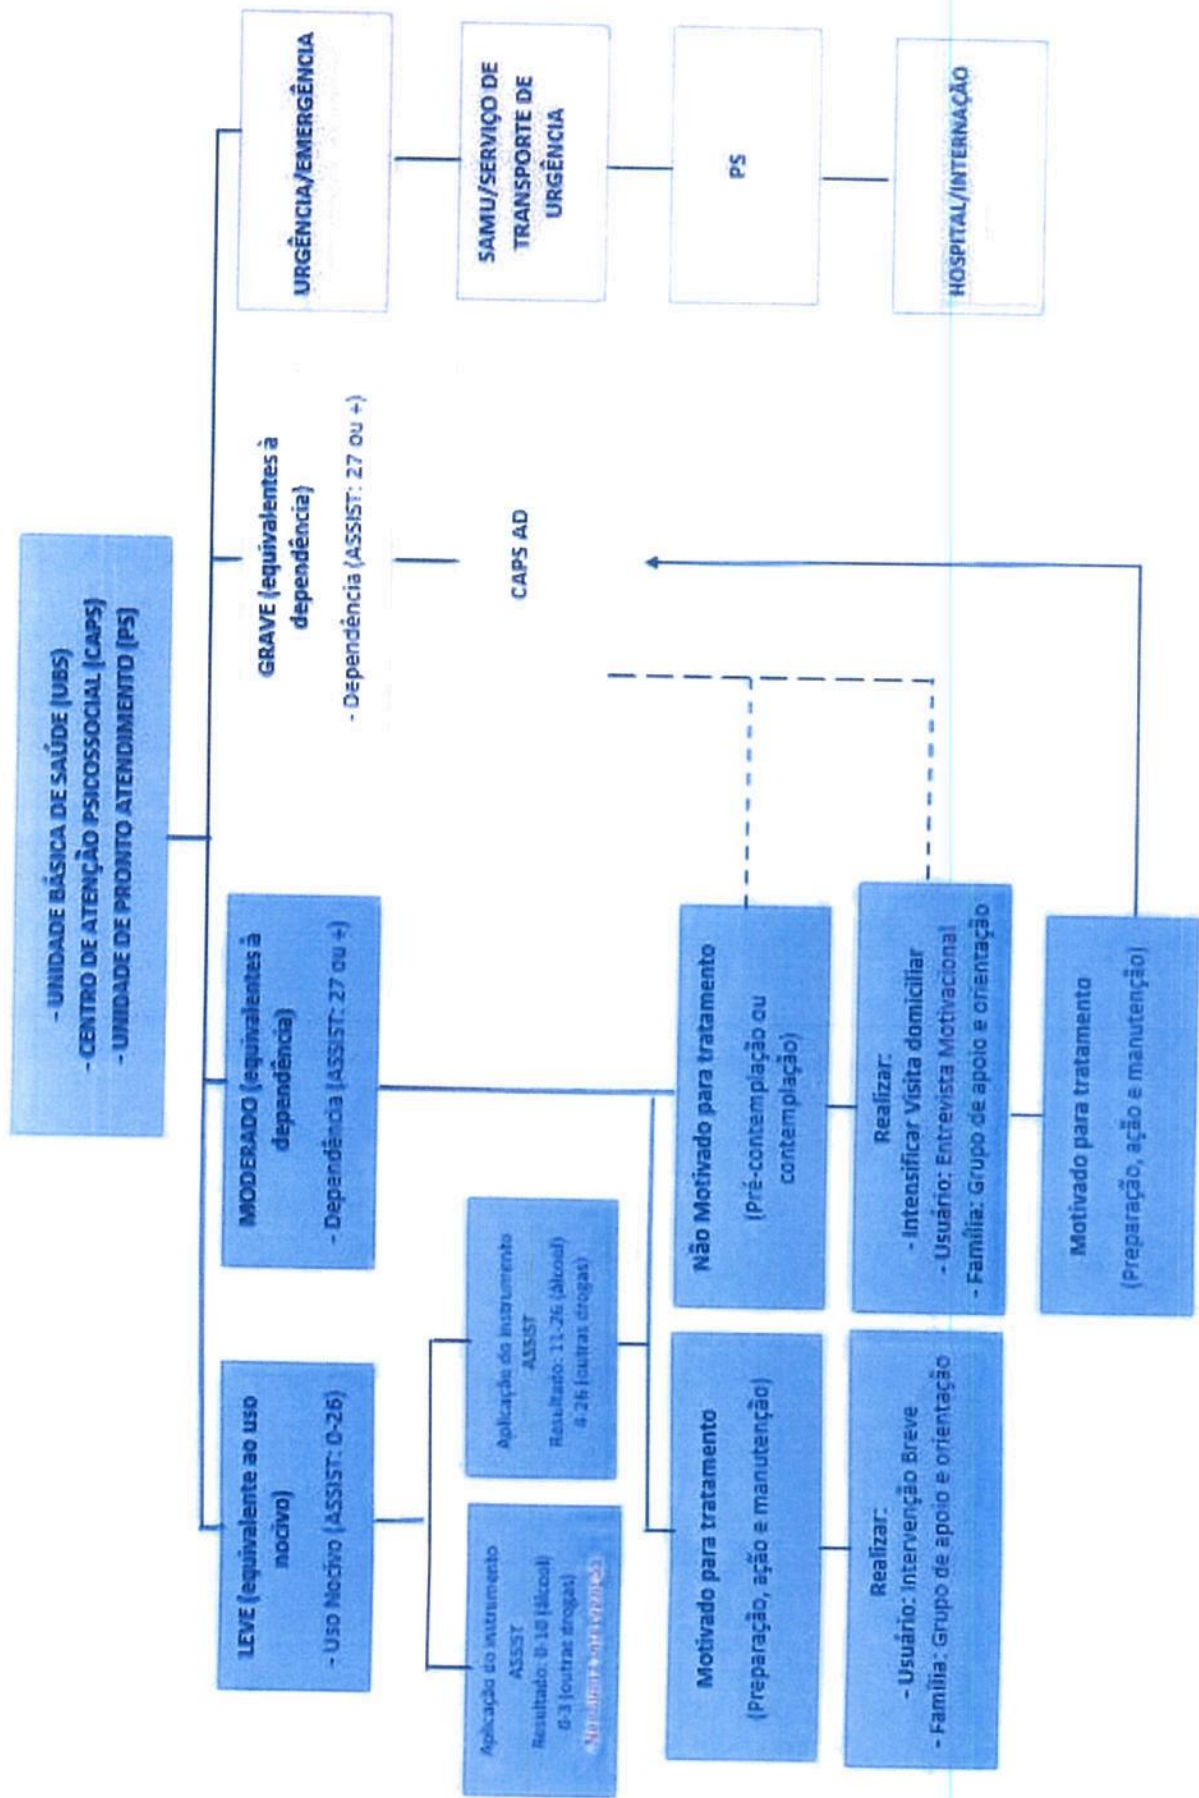 - UNIDADE BÁSICA DE SAÚDE (UBS)
- CENTRO DE ATENÇÃO PSICOSSOCIAL (CAPS)
- UNIDADE DE PRONTO ATENDIMENTO (PS)
LEVE (equivalente ao uso
nocivo)
- Uso Nocivo (ASSIST: 0-26)
MODERADO (equivalentes à
dependência)
- Dependência (ASSIST: 27 ou +)
GRAVE (equivalentes à
dependência)
- Dependência (ASSIST: 27 ou +)
URGÊNCIA/EMERGÊNCIA
Aplicação do instrumento
ASSIST
Resultado: 0-10 (álcool)
0-3 (outras drogas)
Aplicação do instrumento
ASSIST
Resultado: 11-26 (álcool)
4-26 (outras drogas)
CAPS AD
SAMU/SERVIÇO DE
TRANSPORTE DE
URGÊNCIA
Motivado para tratamento
(Preparação, ação e manutenção)
Não Motivado para tratamento
(Pré-contemplação ou
contemplação)
PS
Realizar:
- Usuário: Intervenção Breve
- Família: Grupo de apoio e orientação
Realizar:
- Intensificar Visita domiciliar
- Usuário: Entrevista Motivacional
- Família: Grupo de apoio e orientação
HOSPITAL/INTERNAÇÃO
Motivado para tratamento
(Preparação, ação e manutenção)